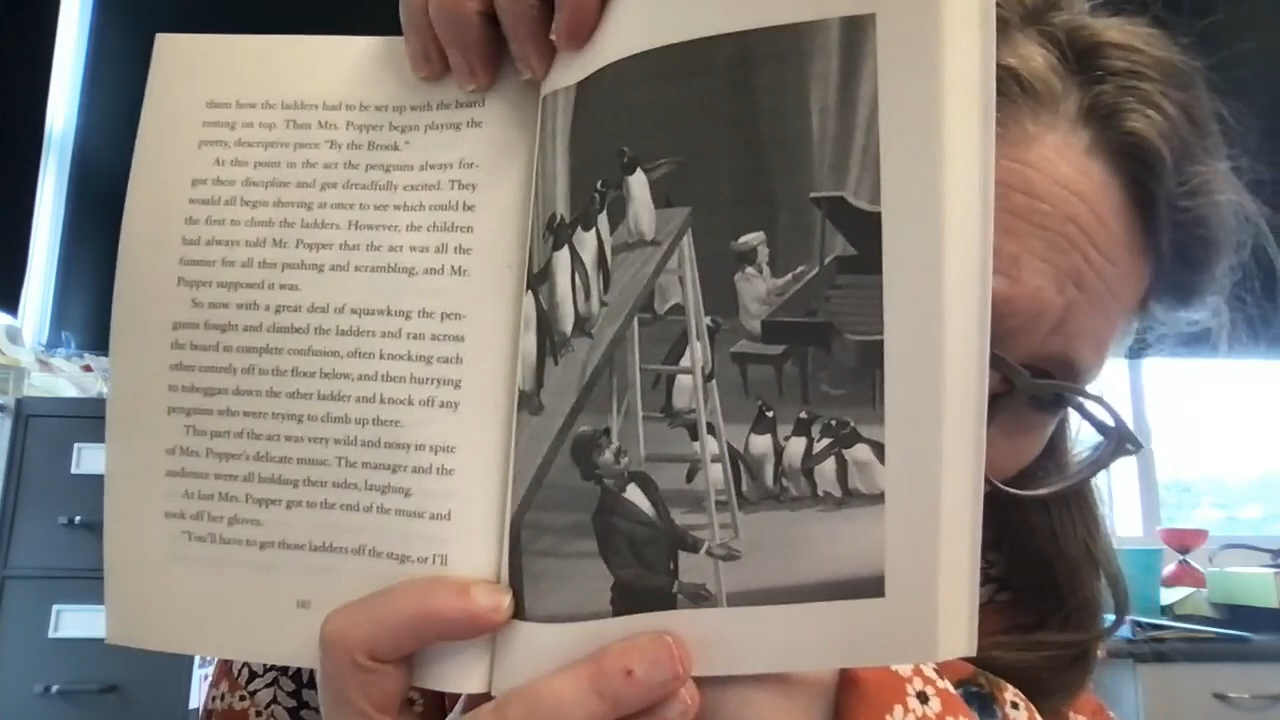 them how the ladders had to be set up with the board
resting on top. Then Mrs. Popper began playing the
pretty, descriptive piece "By the Brook."
At this point in the act the penguins always for-
got their discipline and got dreadfully excited. They
would all begin shoving at once to see which could be
the first to climb the ladders. However, the children
had always told Mr. Popper that the act was all the
funnier for all this pushing and scrambling, and Mr.
Popper supposed it was.
So now with a great deal of squawking the pen-
guins fought and climbed the ladders and ran across
the board in complete confusion, often knocking each
other entirely off to the floor below, and then hurrying
to toboggan down the other ladder and knock off any
penguins who were trying to climb up there.
This part of the act was very wild and noisy in spite
of Mrs. Popper's delicate music. The manager and the
audience were all holding their sides, laughing.
At last Mrs. Popper got to the end of the music and
took off her gloves.
"You'll have to get those ladders off the stage, or I'll